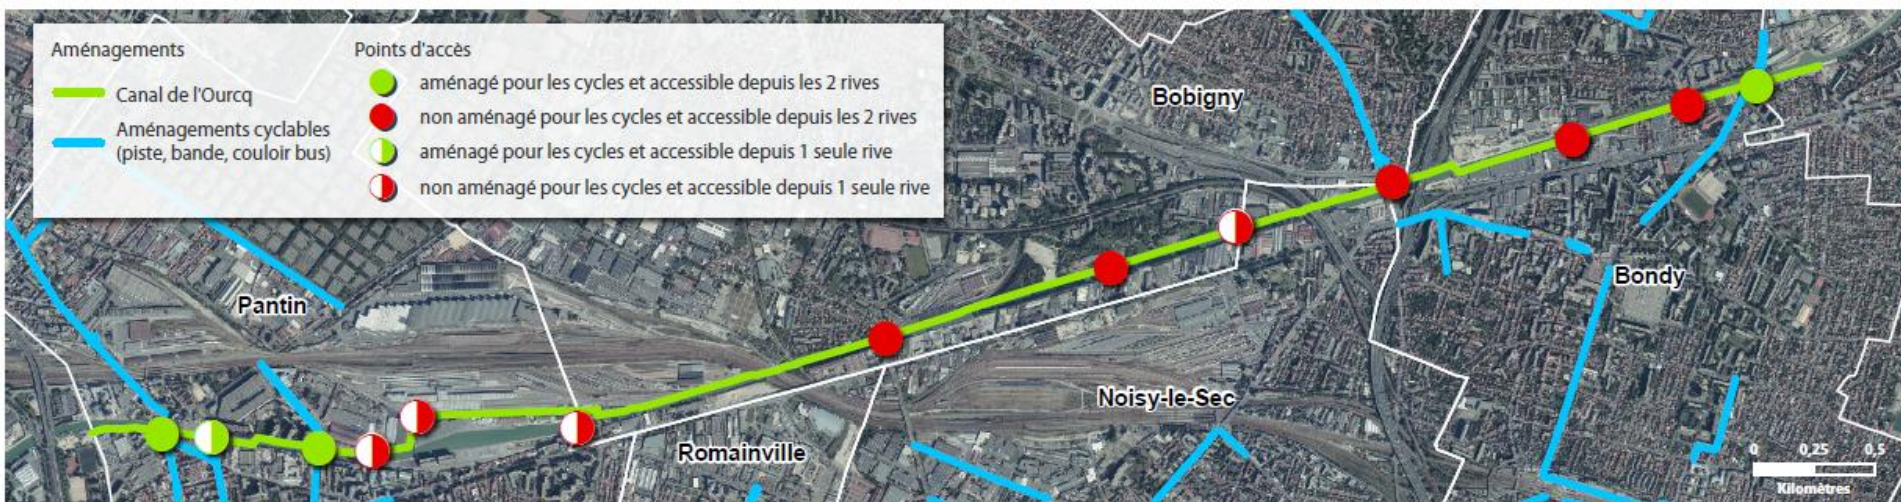 Aménagements
Canal de l'Ourcq
Aménagements cyclables
(piste, bande, couloir bus)
Points d'accès
aménagé pour les cycles et accessible depuis les 2 rives
non aménagé pour les cycles et accessible depuis les 2 rives
aménagé pour les cycles et accessible depuis 1 seule rive
non aménagé pour les cycles et accessible depuis 1 seule rive
Bobigny
Pantin
Bondy
Noisy-le-Sec
Romainville
0 0,25 0,5
Kilomètres